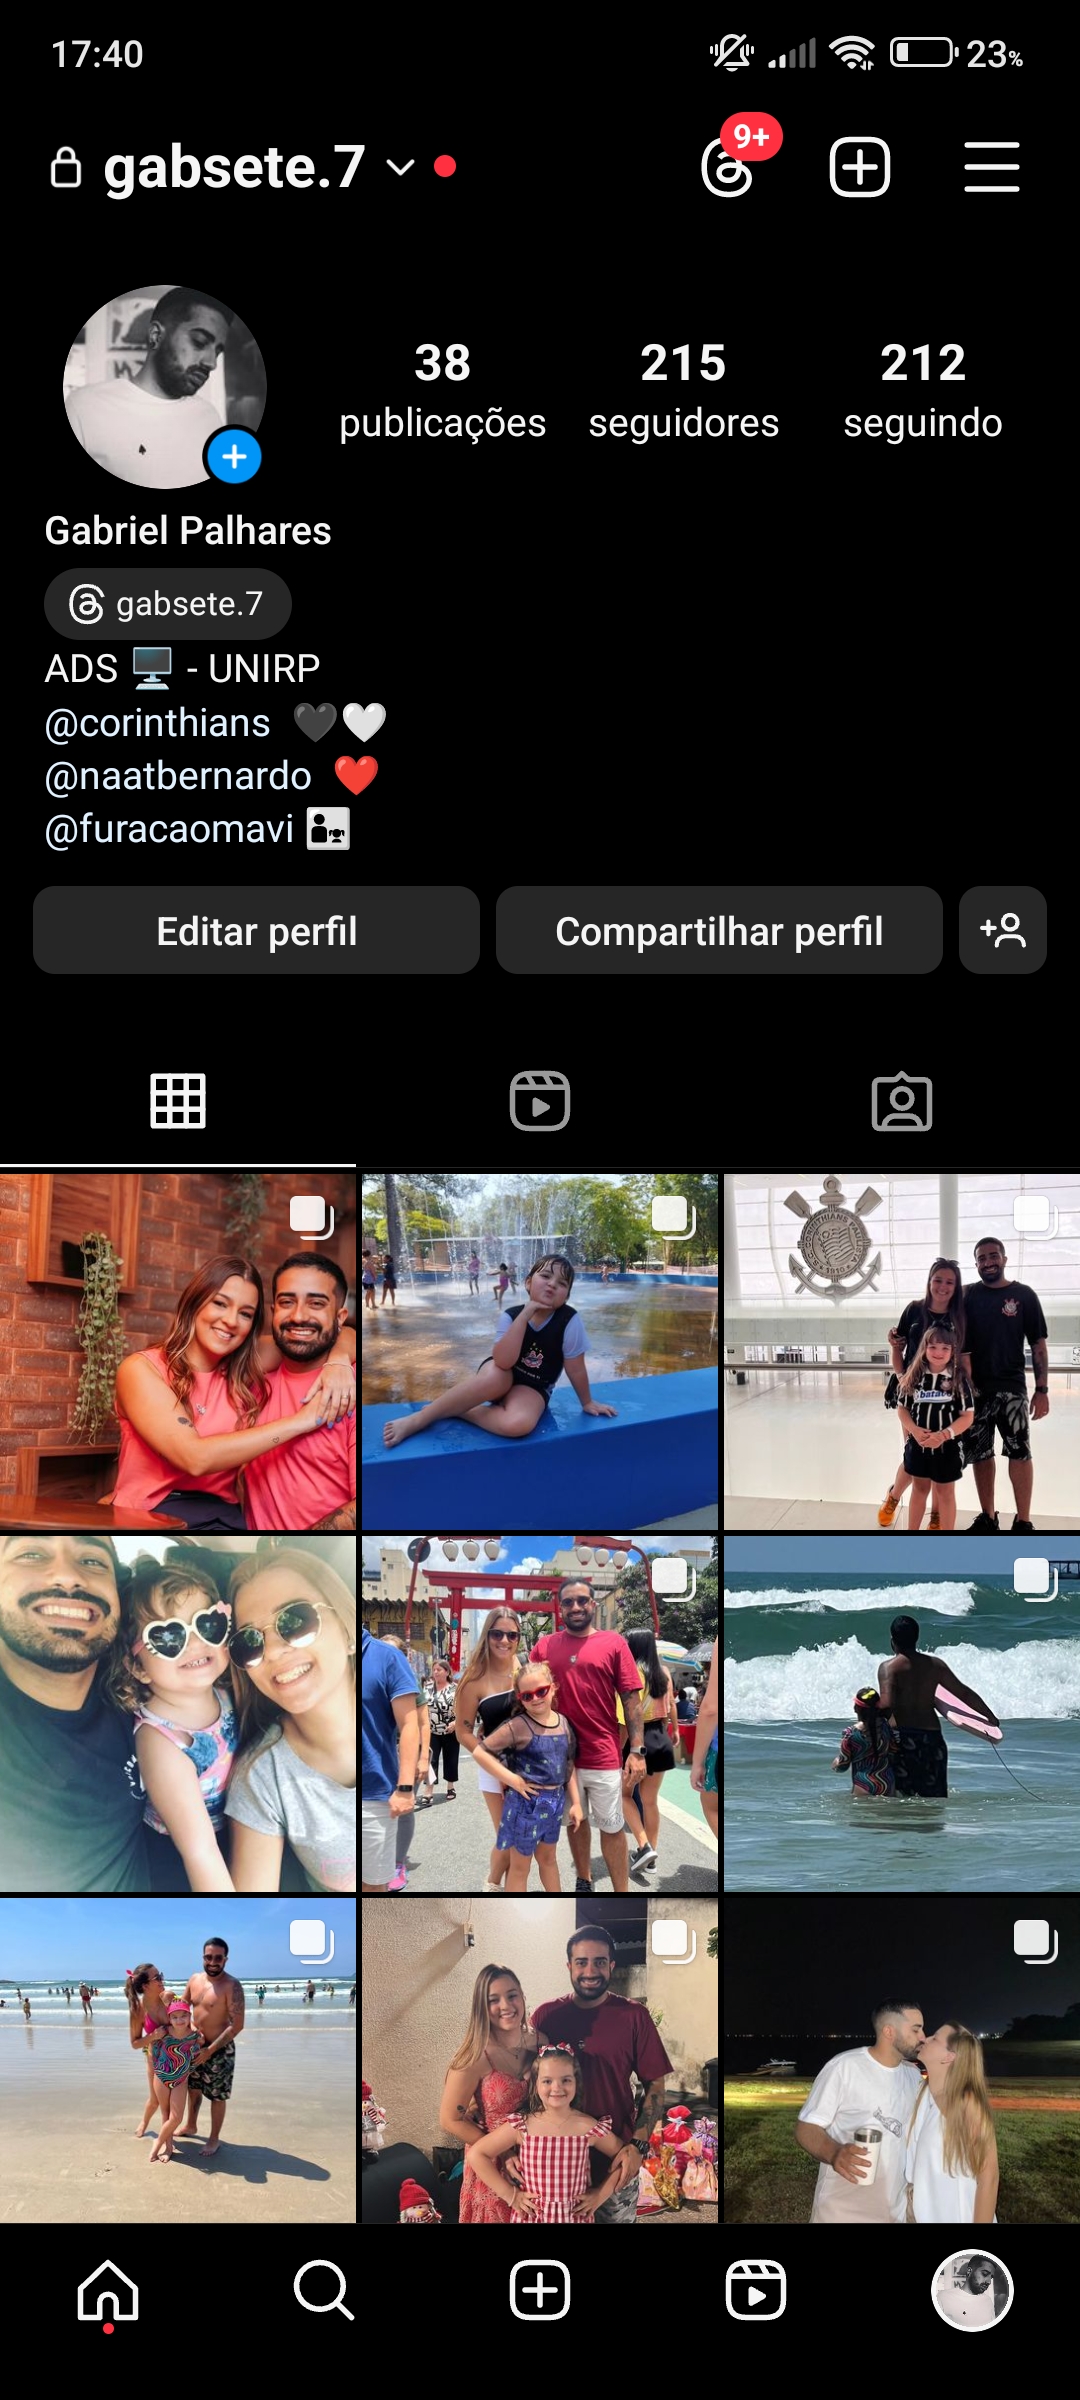 17:40
23%
gabsete.7
9+
38 215 212
publicações seguidores seguindo
Gabriel Palhares
gabsete.7
ADS 🖥️ - UNIRP
@corinthians 🖤🤍
@naatbernardo ❤️
@furacaomavi 👨‍👧
Editar perfil
Compartilhar perfil